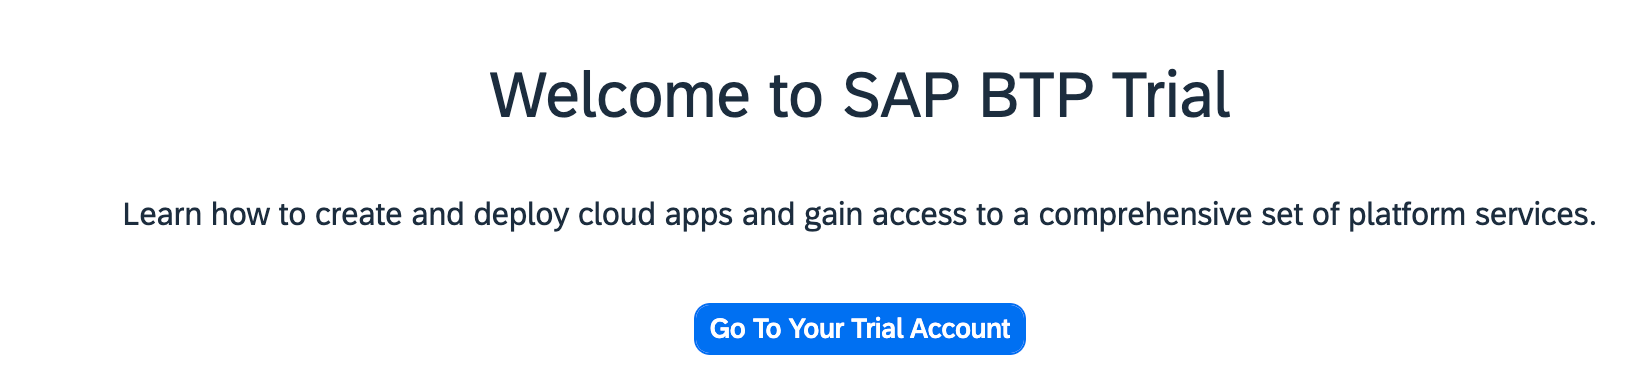 Welcome to SAP BTP Trial
Learn how to create and deploy cloud apps and gain access to a comprehensive set of platform services.
Go To Your Trial Account